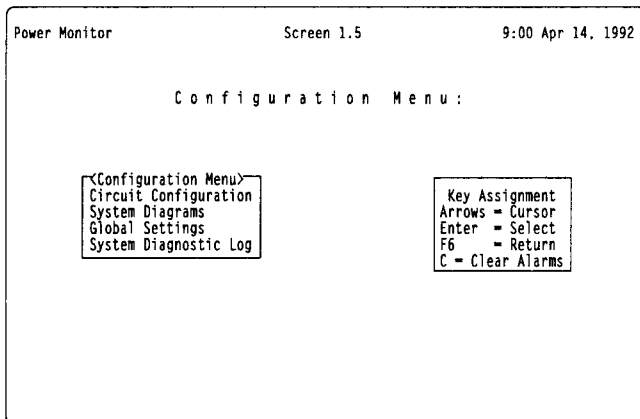 Power Monitor Screen 1.5 9:00 Apr 14, 1992
Configuration Menu:
<Configuration Menu>
Circuit Configuration
System Diagrams
Global Settings
System Diagnostic Log
Key Assignment
Arrows = Cursor
Enter = Select
F6 = Return
C = Clear Alarms